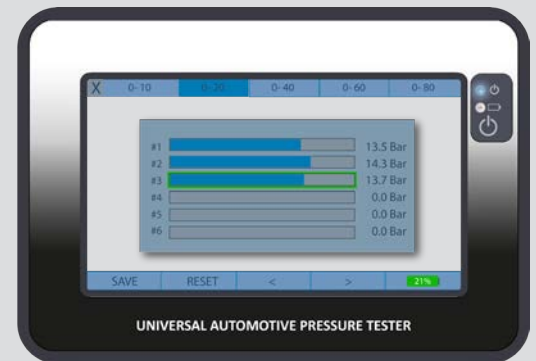 X 0-10 0-20 0-40 0-60 0-80
#1 13.5 Bar
#2 14.3 Bar
#3 13.7 Bar
#4 0.0 Bar
#5 0.0 Bar
#6 0.0 Bar
SAVE RESET < > 21%
UNIVERSAL AUTOMOTIVE PRESSURE TESTER